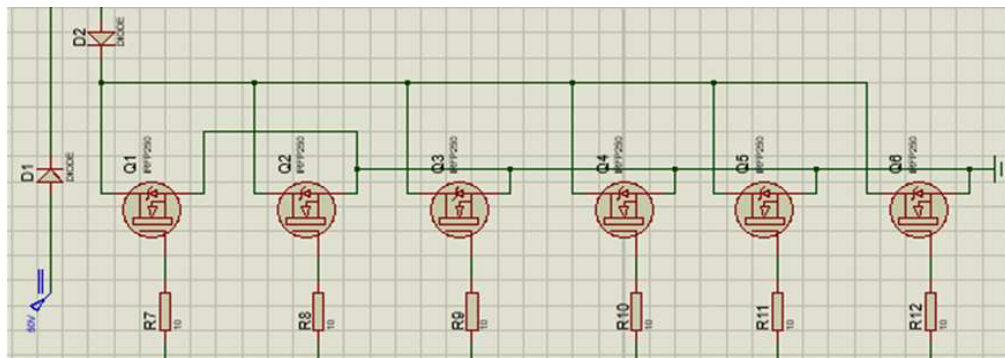 D2
DIODE
D1
DIODE
Q1
IRFP250
Q2
IRFP250
Q3
IRFP250
Q4
IRFP250
Q5
IRFP250
Q6
IRFP250
50V
R7
10
R8
10
R9
10
R10
10
R11
10
R12
10